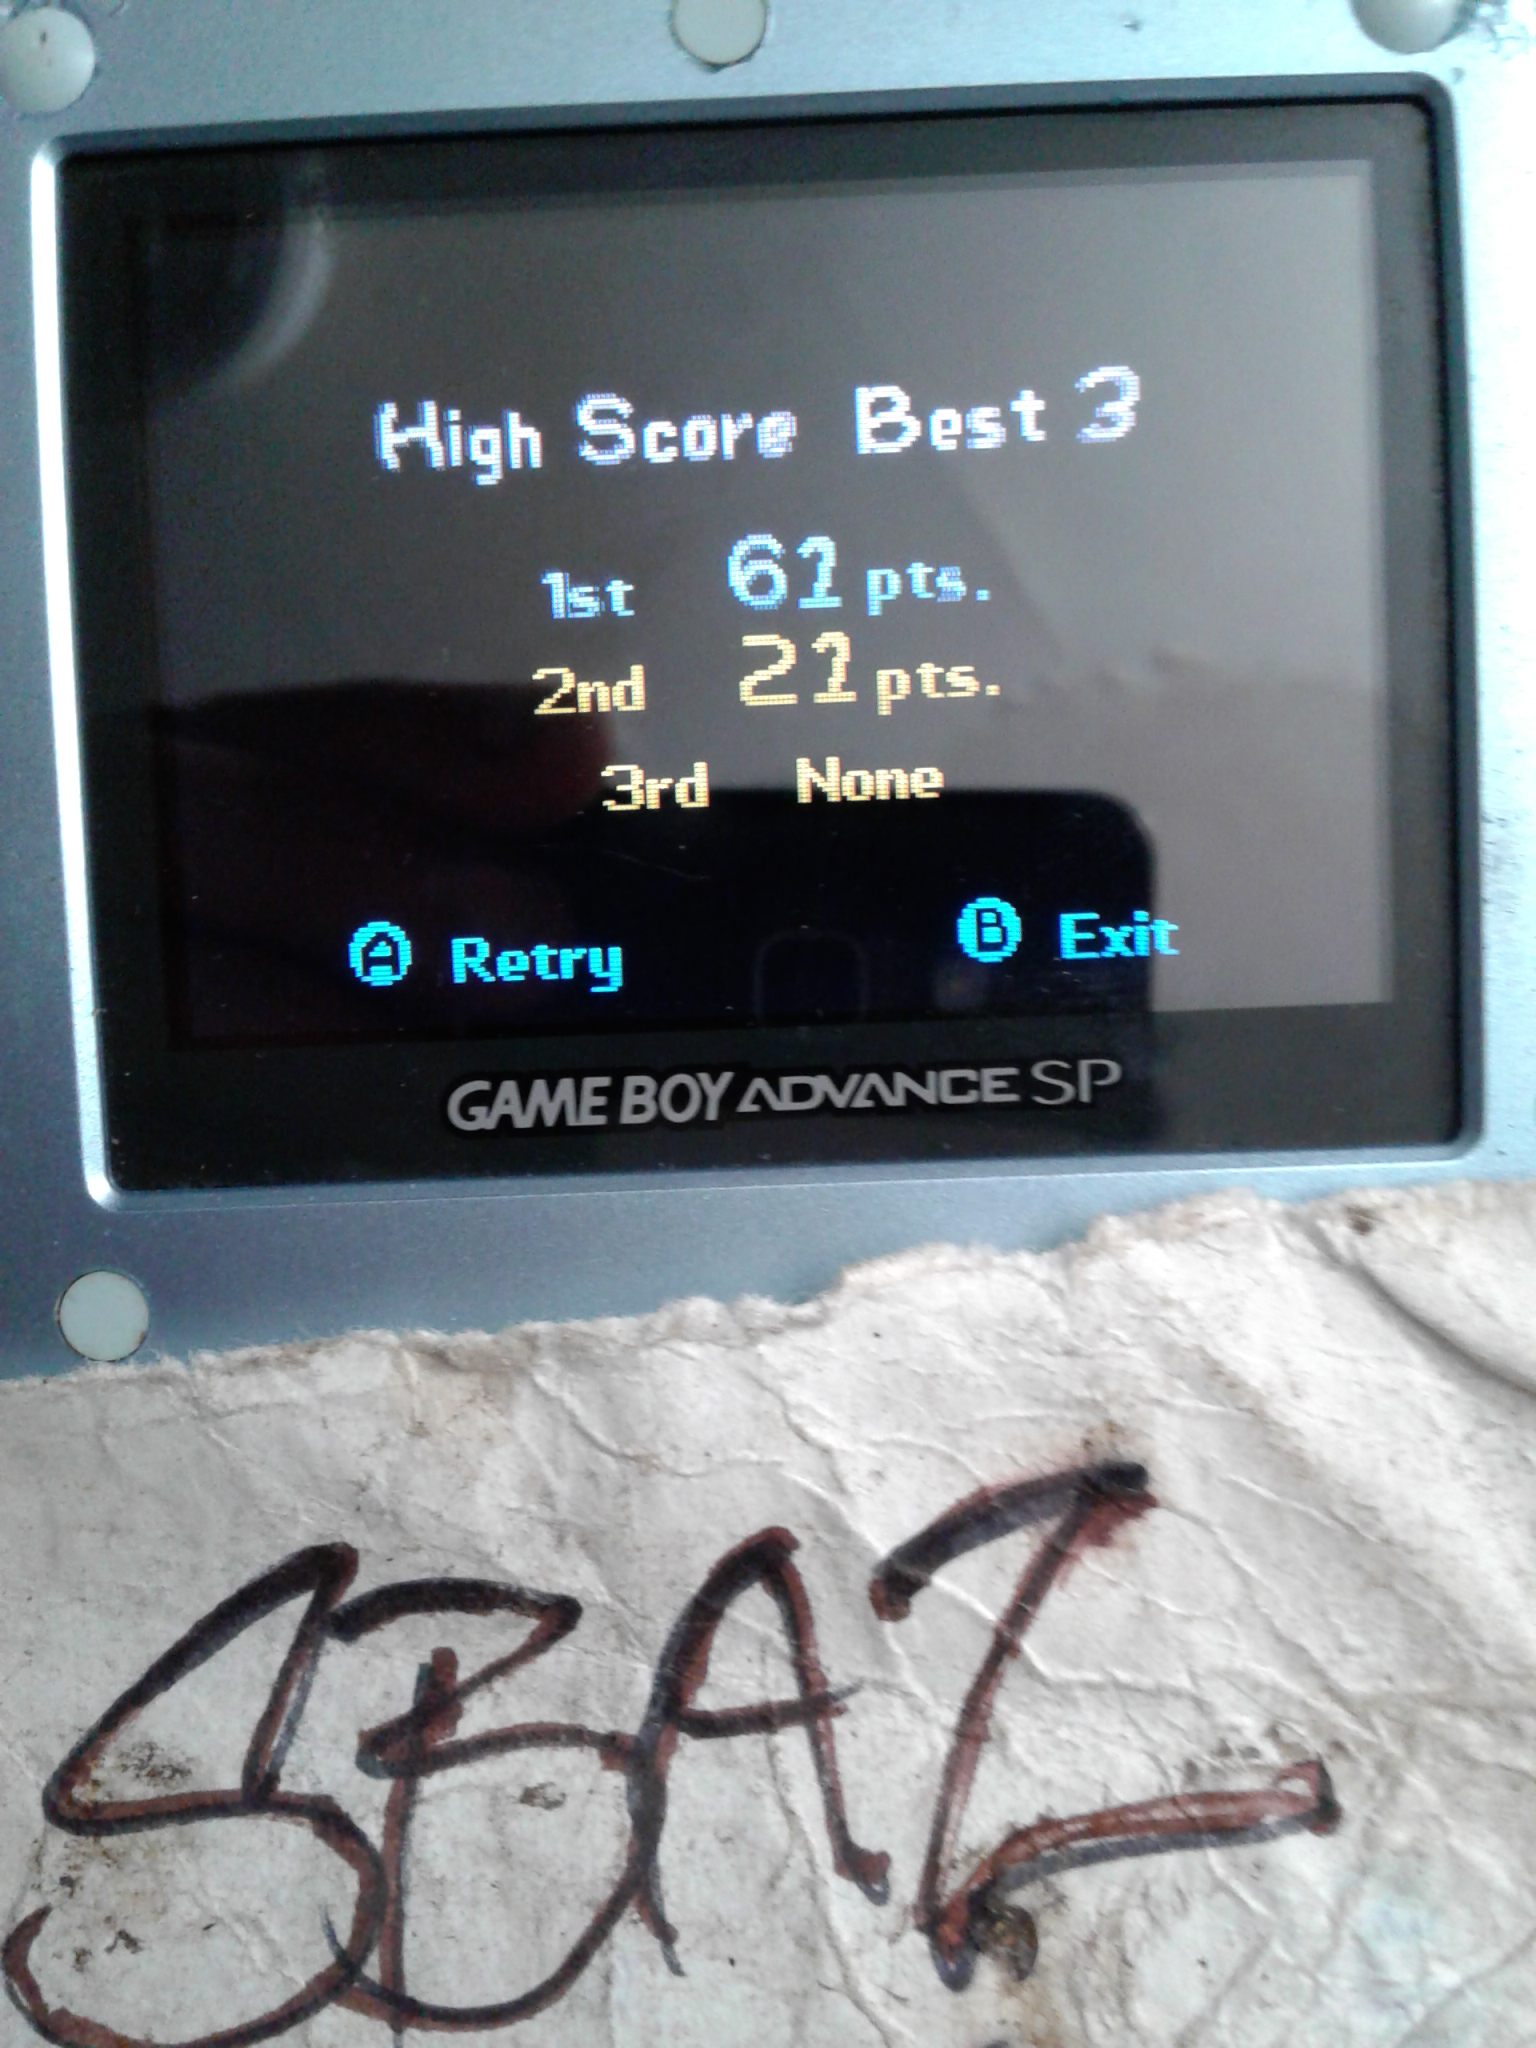 High Score Best 3
1st 61 pts.
2nd 21 pts.
3rd None
A Retry B Exit
GAME BOY ADVANCE SP
SBAZ